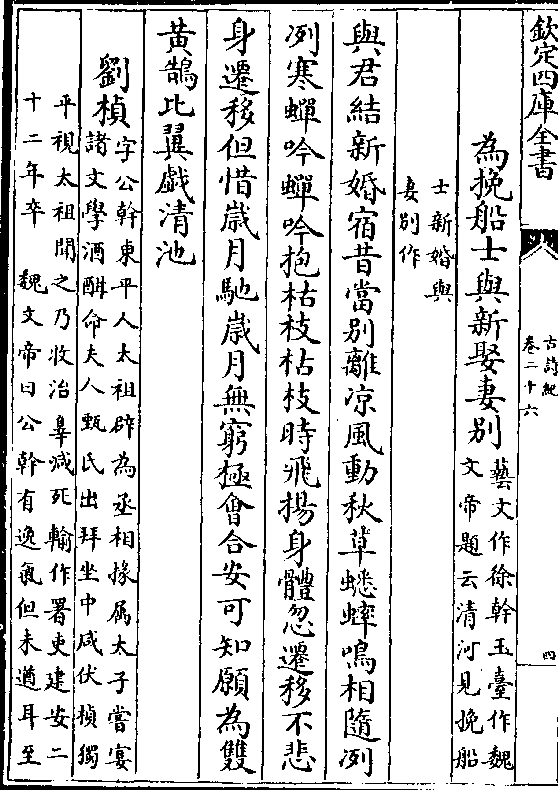 欽定四庫全書
古詩紀
卷二十六
四
為挽船士與新娶妻別
藝文作徐幹玉臺作魏
文帝題云清河見挽船
士新婚與
妻別作
與君結新婚宿昔當別離凉風動秋草蟋蟀鳴相隨冽
冽寒蟬吟蟬吟抱枯枝枯枝時飛揚身體忽遷移不悲
身遷移但惜歲月馳歲月無窮極會合安可知願為雙
黃鵠比翼戱清池
劉楨
字公幹東平人太祖辟為丞相掾属太子嘗宴
諸文學酒酣命夫人甄氏出拜坐中咸伏楨獨
平視太祖聞之乃收治辠减死輸作署吏建安二
十二年卒 魏文帝曰公幹有逸氣但未遒耳至